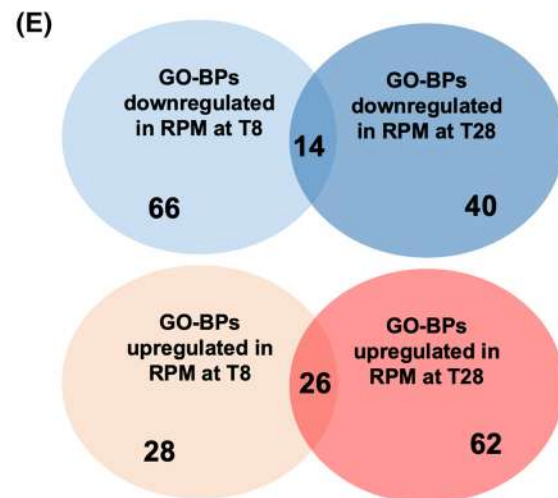 (E)
GO-BPs
downregulated
in RPM at T8
66
14
GO-BPs
downregulated
in RPM at T28
40
GO-BPs
upregulated in
RPM at T8
28
26
GO-BPs
upregulated in
RPM at T28
62